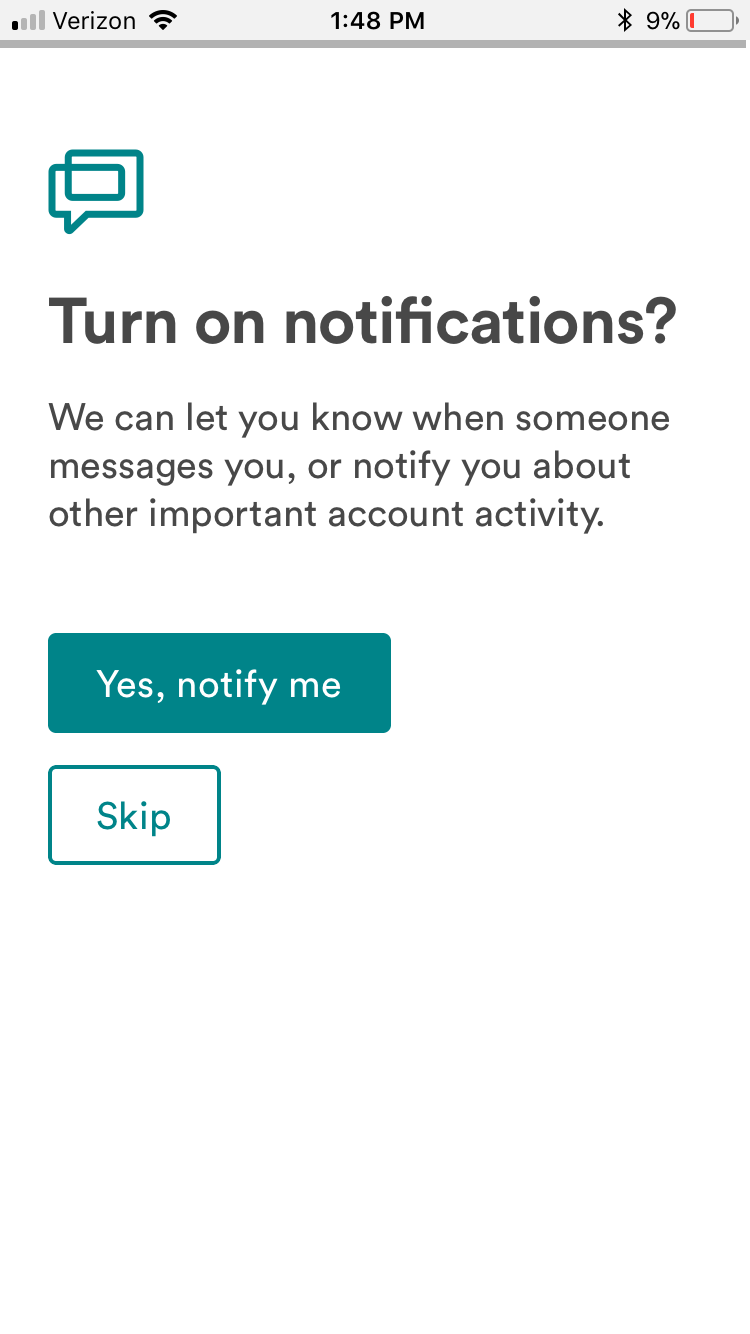 Verizon 1:48 PM 9%
Turn on notifications?
We can let you know when someone
messages you, or notify you about
other important account activity.
Yes, notify me
Skip